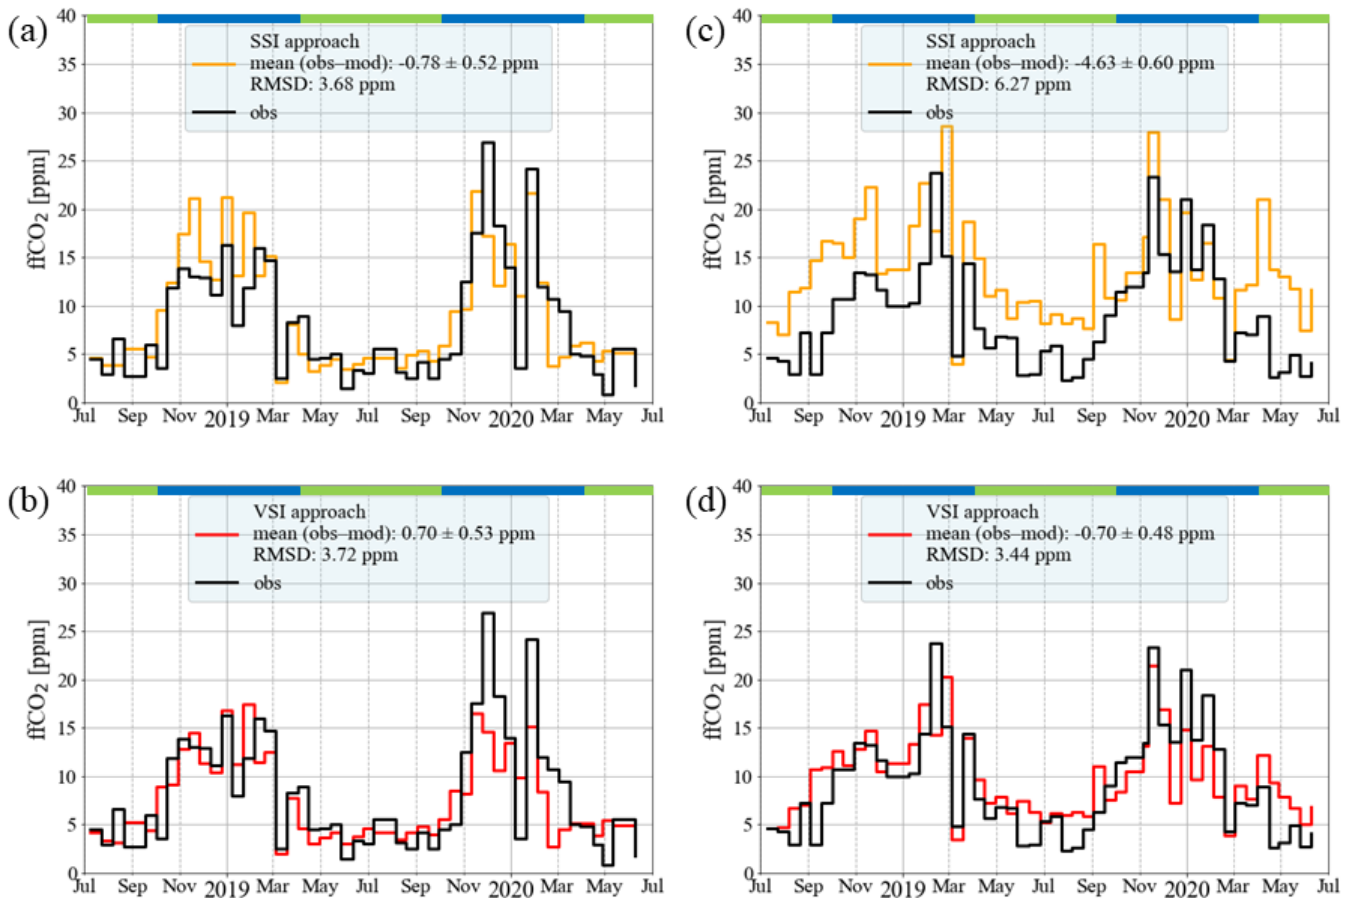 (a)
40
35
30
25
20
15
10
5
0
ffCO₂ [ppm]
SSI approach
mean (obs–mod): -0.78 ± 0.52 ppm
RMSD: 3.68 ppm
obs
Jul Sep Nov 2019 Mar May Jul Sep Nov 2020 Mar May Jul
(c)
40
35
30
25
20
15
10
5
0
ffCO₂ [ppm]
SSI approach
mean (obs–mod): -4.63 ± 0.60 ppm
RMSD: 6.27 ppm
obs
Jul Sep Nov 2019 Mar May Jul Sep Nov 2020 Mar May Jul
(b)
40
35
30
25
20
15
10
5
0
ffCO₂ [ppm]
VSI approach
mean (obs–mod): 0.70 ± 0.53 ppm
RMSD: 3.72 ppm
obs
Jul Sep Nov 2019 Mar May Jul Sep Nov 2020 Mar May Jul
(d)
40
35
30
25
20
15
10
5
0
ffCO₂ [ppm]
VSI approach
mean (obs–mod): -0.70 ± 0.48 ppm
RMSD: 3.44 ppm
obs
Jul Sep Nov 2019 Mar May Jul Sep Nov 2020 Mar May Jul